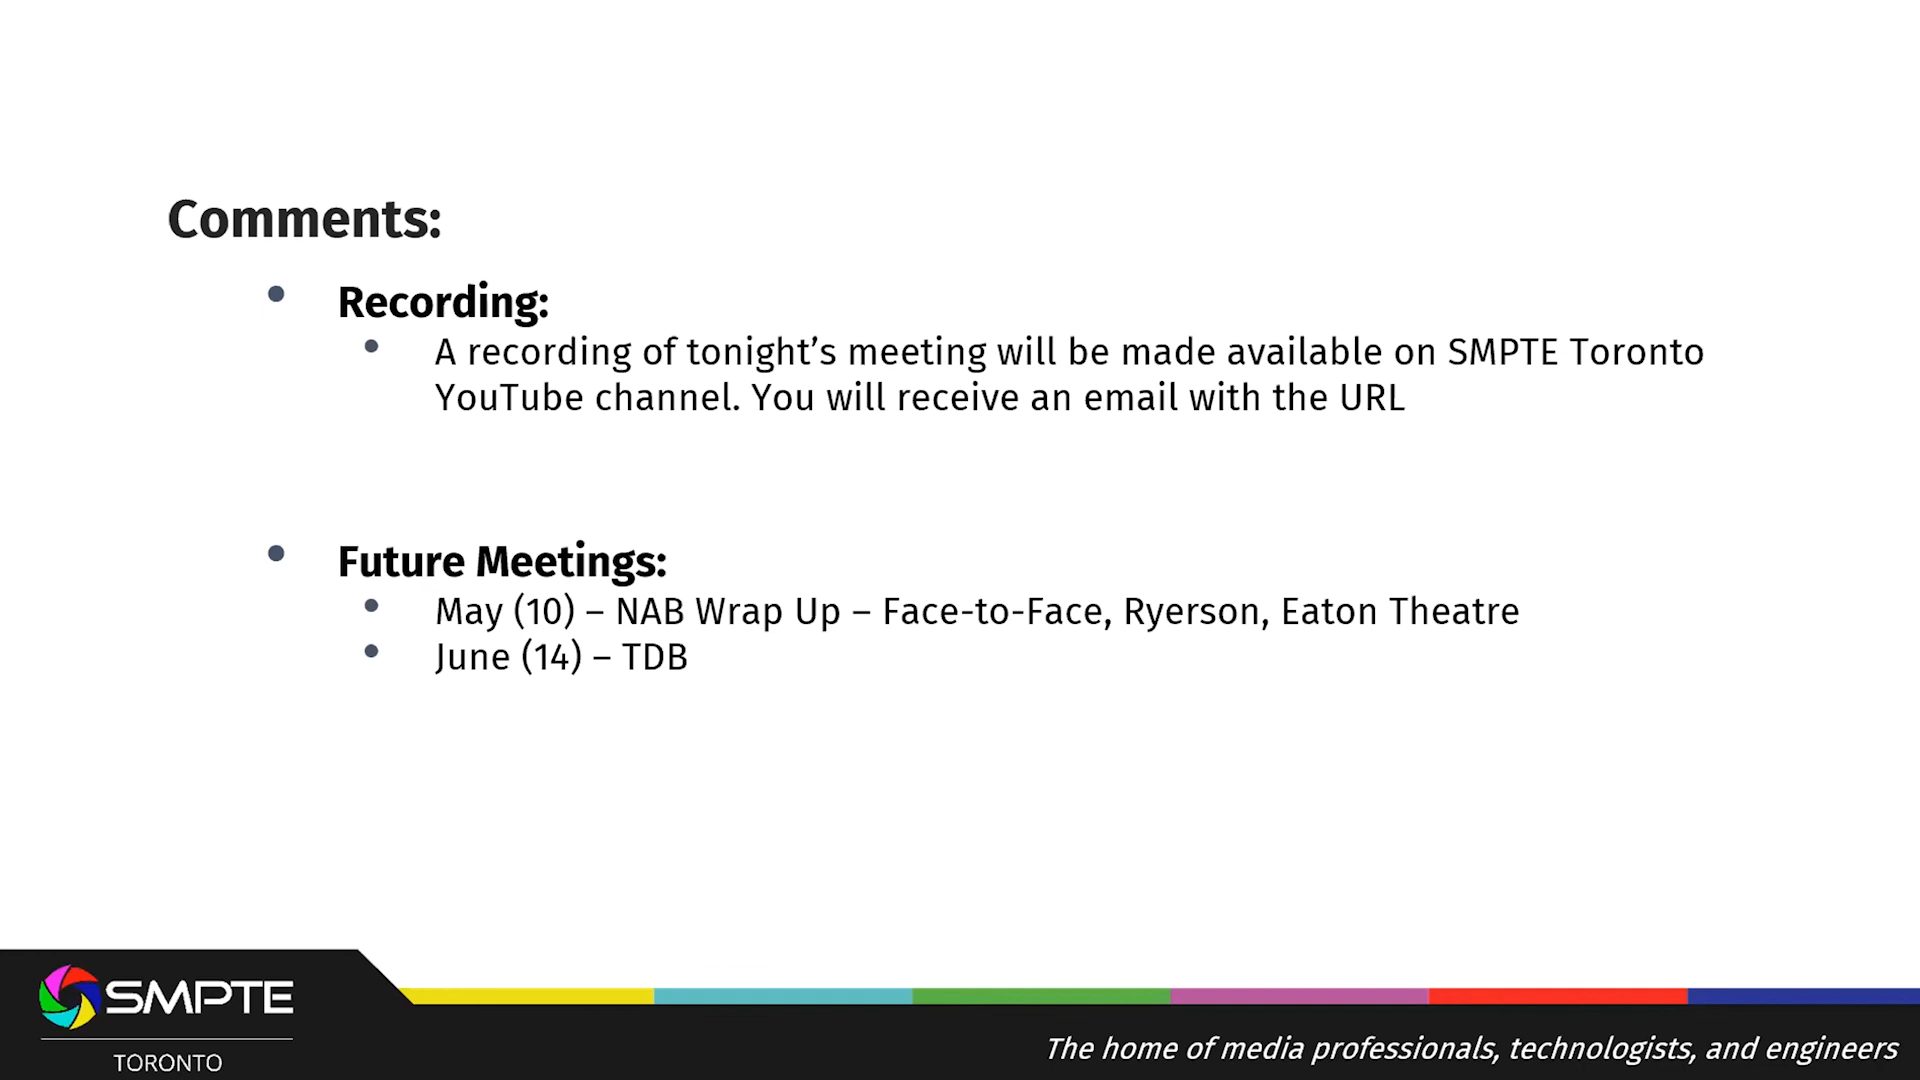 Comments:
• Recording:
• A recording of tonight’s meeting will be made available on SMPTE Toronto
YouTube channel. You will receive an email with the URL
• Future Meetings:
• May (10) – NAB Wrap Up – Face-to-Face, Ryerson, Eaton Theatre
• June (14) – TDB
SMPTE
TORONTO
The home of media professionals, technologists, and engineers